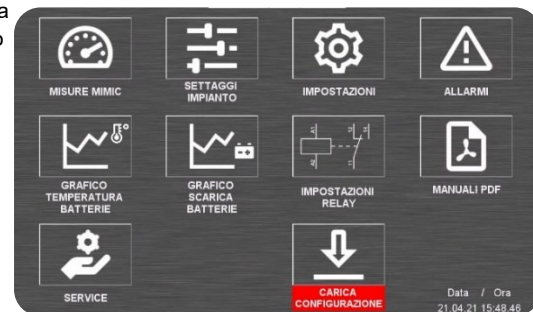 a
o
MISURE MIMIC
SETTAGGI
IMPIANTO
IMPOSTAZIONI
ALLARMI
GRAFICO
TEMPERATURA
BATTERIE
GRAFICO
SCARICA
BATTERIE
IMPOSTAZIONI
RELAY
MANUALI PDF
SERVICE
CARICA
CONFIGURAZIONE
Data / Ora
21.04.21 15:48.46